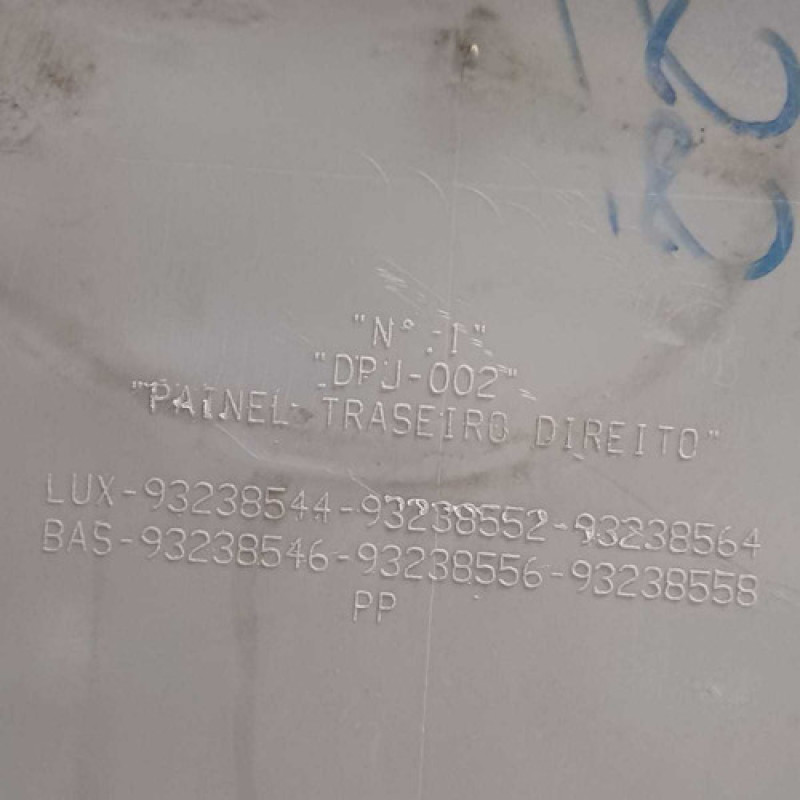 "N° :1"
"DPJ-002"
"PAINEL TRASEIRO DIREITO"
LUX-93238544-93238552-93238564
BAS-93238546-93238556-93238558
PP